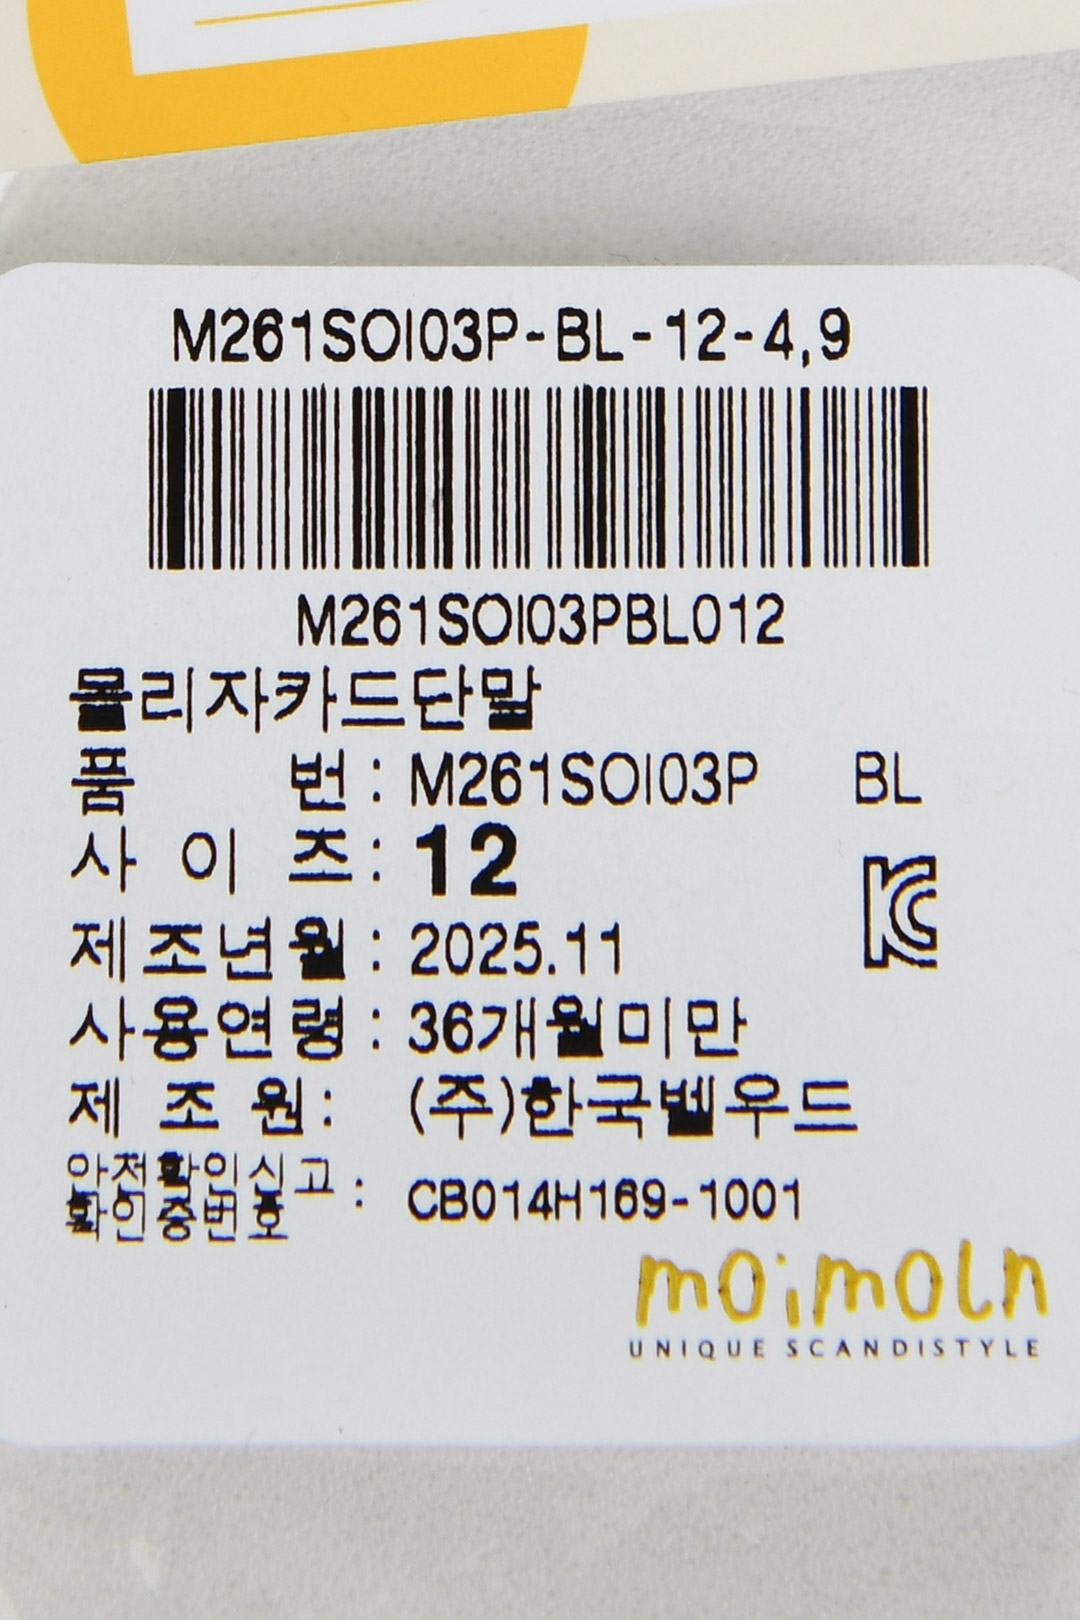 M261SOI03P-BL-12-4,9
M261SOI03PBL012
몰리자카드단말
품 번 : M261SOI03P BL
사 이 즈 : 12
제조년월 : 2025.11
사용연령 : 36개월미만
제 조 원 : (주)한국벨우드
안전확인신고
확인증번호 : CB014H169-1001
moimoln
UNIQUE SCANDISTYLE